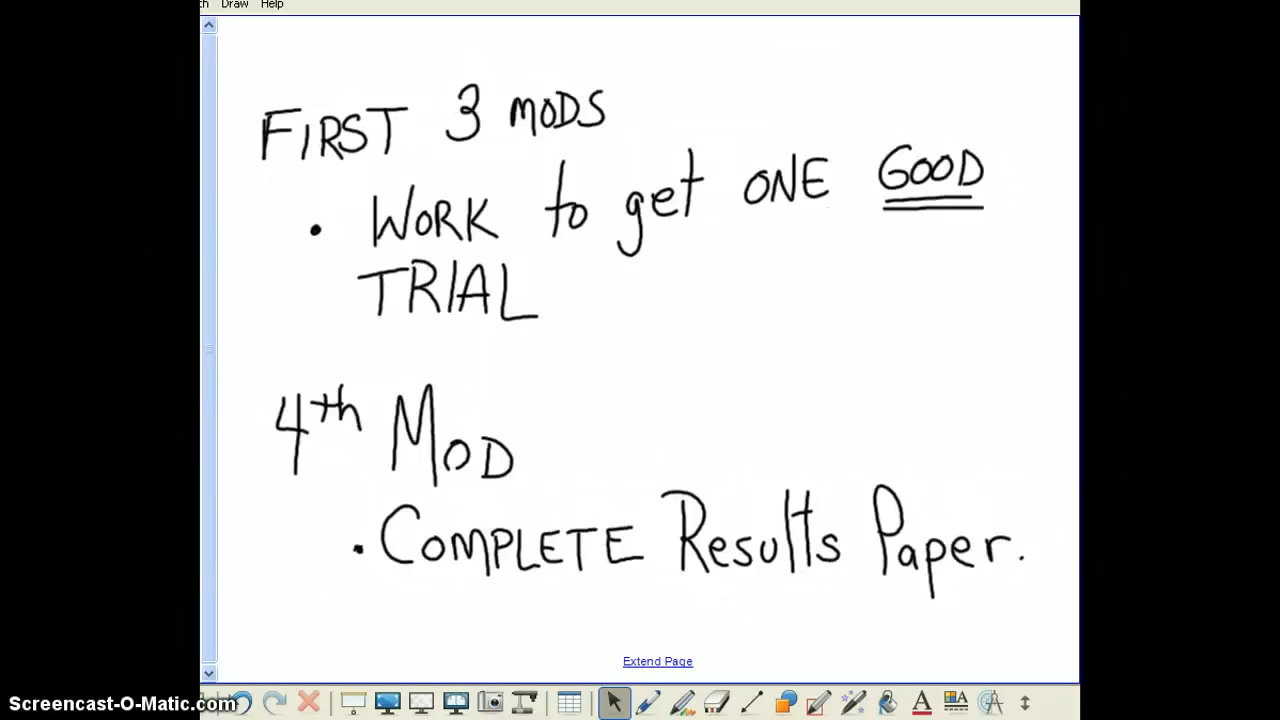 Draw Help
FIRST 3 MODS
• WORK to get ONE GOOD
TRIAL
4th MOD
• COMPLETE Results Paper.
Extend Page
Screencast-O-Matic.com